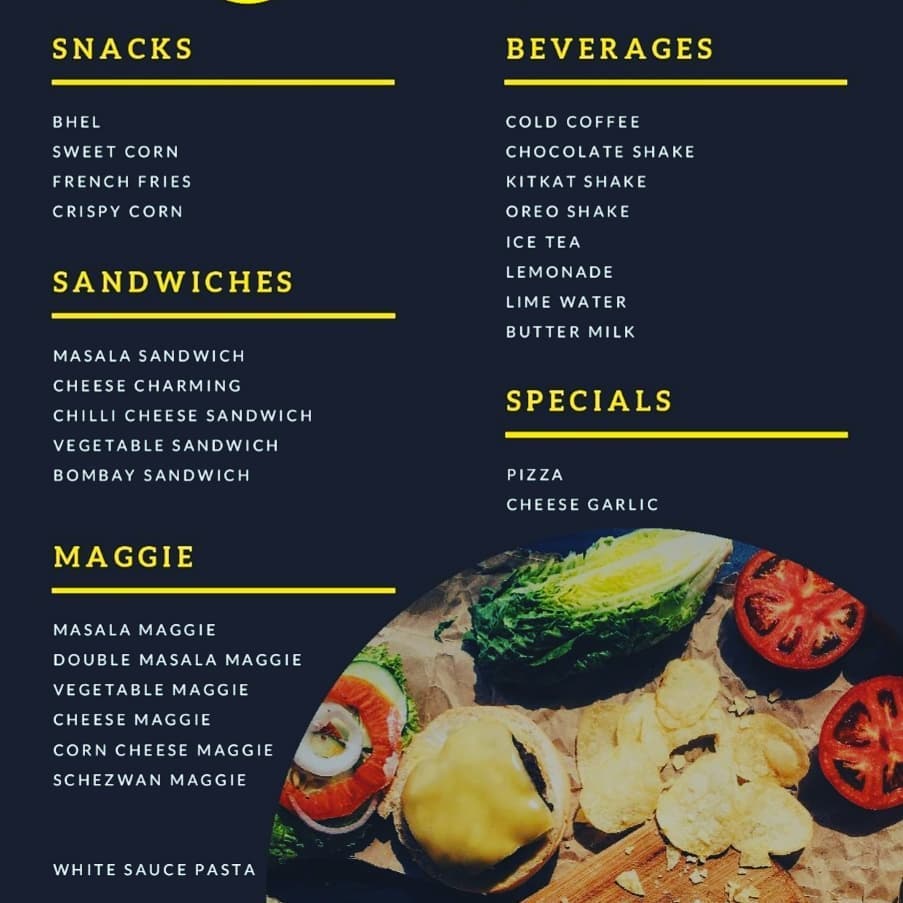 SNACKS
BHEL
SWEET CORN
FRENCH FRIES
CRISPY CORN
SANDWICHES
MASALA SANDWICH
CHEESE CHARMING
CHILLI CHEESE SANDWICH
VEGETABLE SANDWICH
BOMBAY SANDWICH
MAGGIE
MASALA MAGGIE
DOUBLE MASALA MAGGIE
VEGETABLE MAGGIE
CHEESE MAGGIE
CORN CHEESE MAGGIE
SCHEZWAN MAGGIE
WHITE SAUCE PASTA
BEVERAGES
COLD COFFEE
CHOCOLATE SHAKE
KITKAT SHAKE
OREO SHAKE
ICE TEA
LEMONADE
LIME WATER
BUTTER MILK
SPECIALS
PIZZA
CHEESE GARLIC